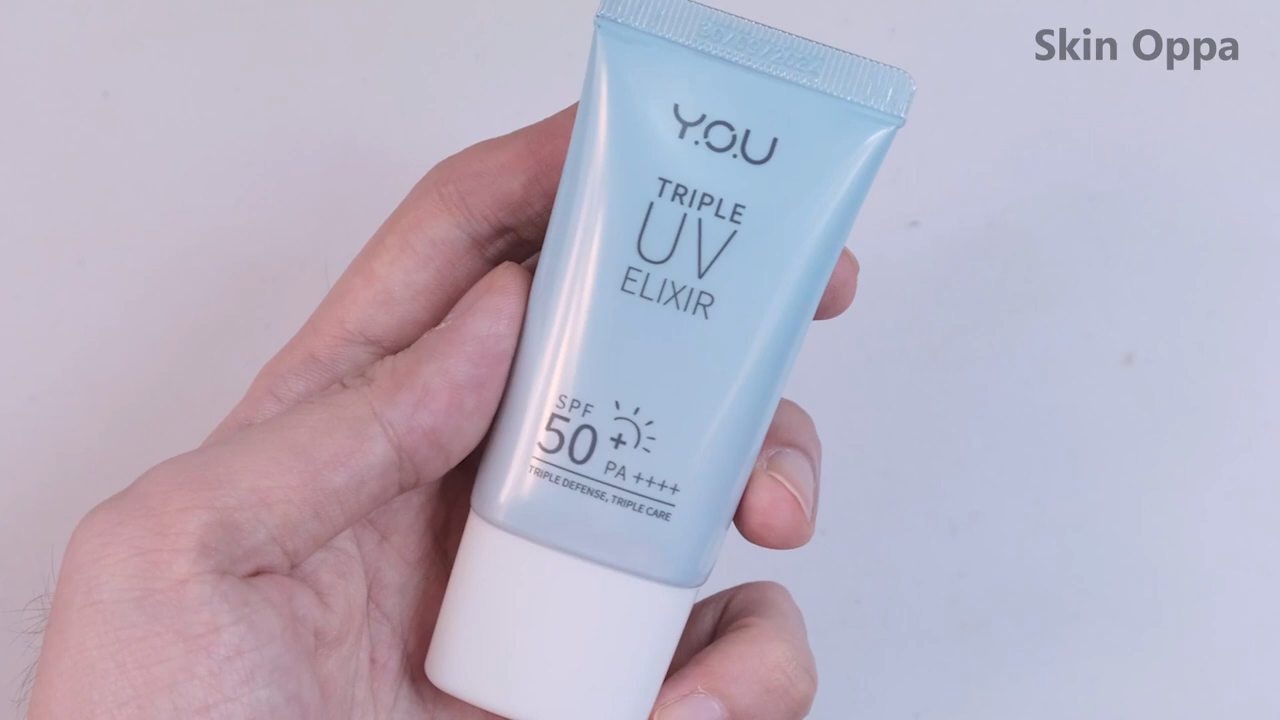 Skin Oppa
Y.O.U
TRIPLE
UV
ELIXIR
SPF
50+
PA ++++
TRIPLE DEFENSE, TRIPLE CARE